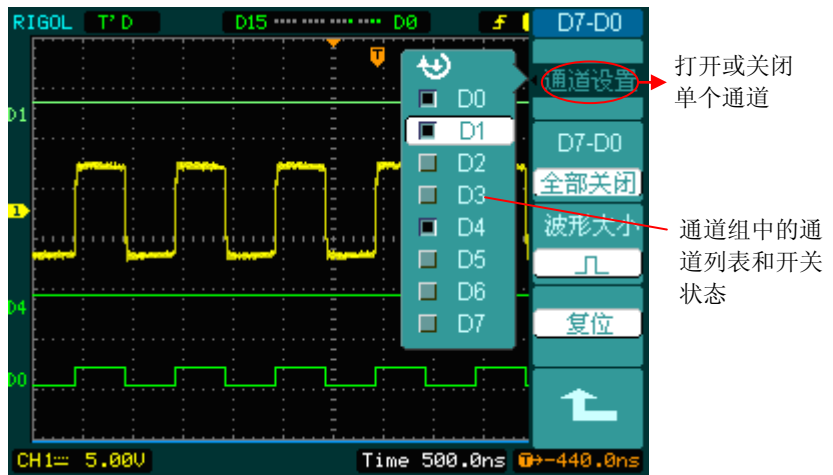 RIGOL T'D D15 D0 D7-D0
通道设置
打开或关闭
单个通道
D0
D1
D2
D3
D4
D5
D6
D7
D7-D0
全部关闭
波形大小
复位
通道组中的通
道列表和开关
状态
D1
1
D4
D0
T
CH1 5.00V Time 500.0ns T→-440.0ns